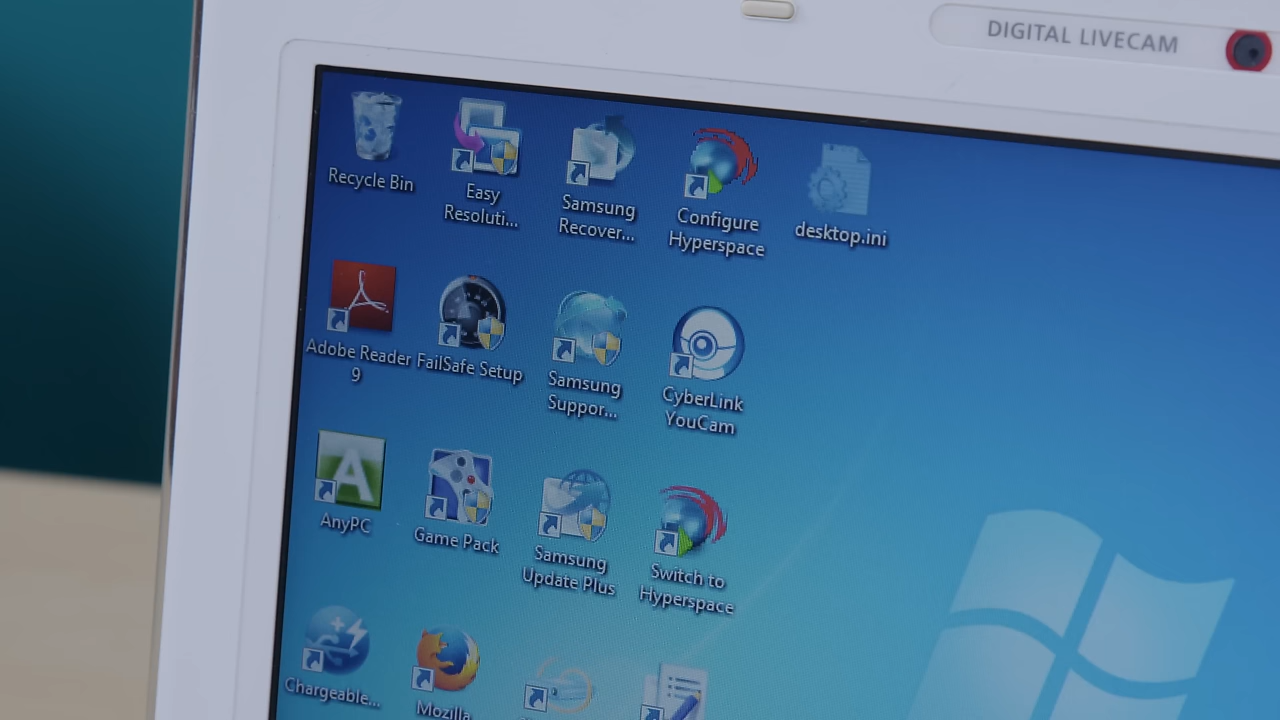 DIGITAL LIVECAM
Recycle Bin
Easy
Resoluti...
Samsung
Recover...
Configure
Hyperspace
desktop.ini
Adobe Reader
9
FailSafe Setup
Samsung
Suppor...
CyberLink
YouCam
AnyPC
Game Pack
Samsung
Update Plus
Switch to
Hyperspace
Chargeable...
Mozilla